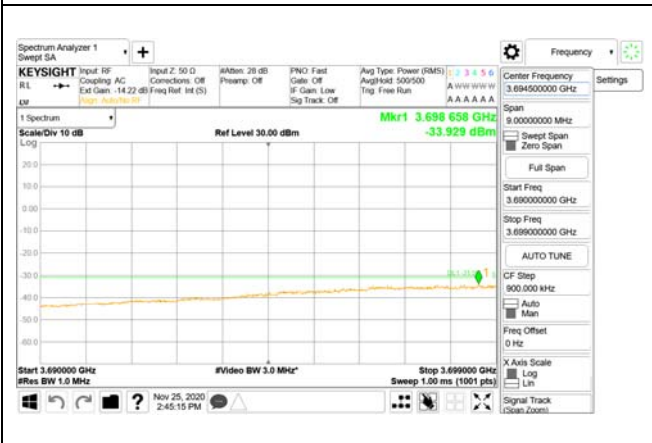 Spectrum Analyzer 1
Swept SA
+
Frequency
KEYSIGHT
Input: RF
Coupling: AC
Ext Gain: -14.22 dB
Align: Auto/No RF
Input Z: 50 Ω
Corrections: Off
Freq Ref: Int (S)
#Atten: 28 dB
Preamp: Off
PNO: Fast
Gate: Off
IF Gain: Low
Sig Track: Off
Avg Type: Power (RMS)
Avg|Hold: 500/500
Trig: Free Run
1 2 3 4 5 6
A W W W W W
A A A A A A
RL
Center Frequency
3.694500000 GHz
Settings
Span
9.00000000 MHz
Swept Span
Zero Span
Full Span
Start Freq
3.690000000 GHz
Stop Freq
3.699000000 GHz
AUTO TUNE
CF Step
900.000 kHz
Auto
Man
Freq Offset
0 Hz
X Axis Scale
Log
Lin
Signal Track
(Span Zoom)
1 Spectrum
Scale/Div 10 dB
Ref Level 30.00 dBm
Mkr1 3.698 658 GHz
-33.929 dBm
Log
20.0
10.0
0.00
-10.0
-20.0
-30.0
-40.0
-50.0
-60.0
1
Start 3.690000 GHz
#Res BW 1.0 MHz
#Video BW 3.0 MHz*
Stop 3.699000 GHz
Sweep 1.00 ms (1001 pts)
?
Nov 25, 2020
2:45:15 PM